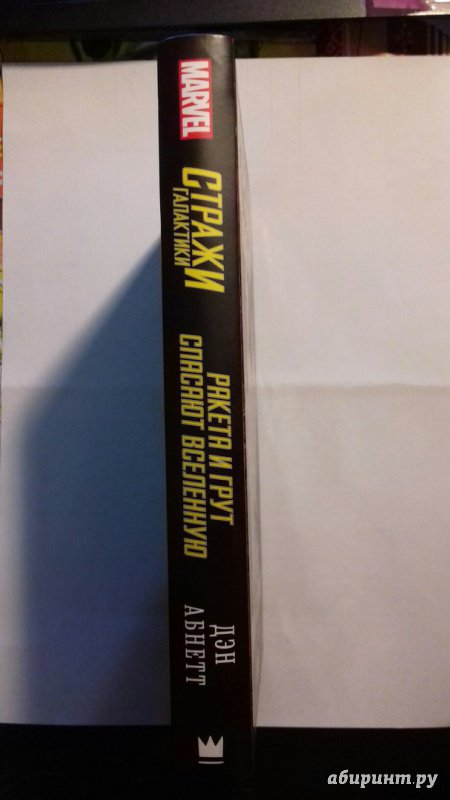 MARVEL
СТРАЖИ
ГАЛАКТИКИ
РАКЕТА И ГРУТ
СПАСАЮТ ВСЕЛЕННУЮ
ДЭН
АБНЕТТ
абиринт.ру